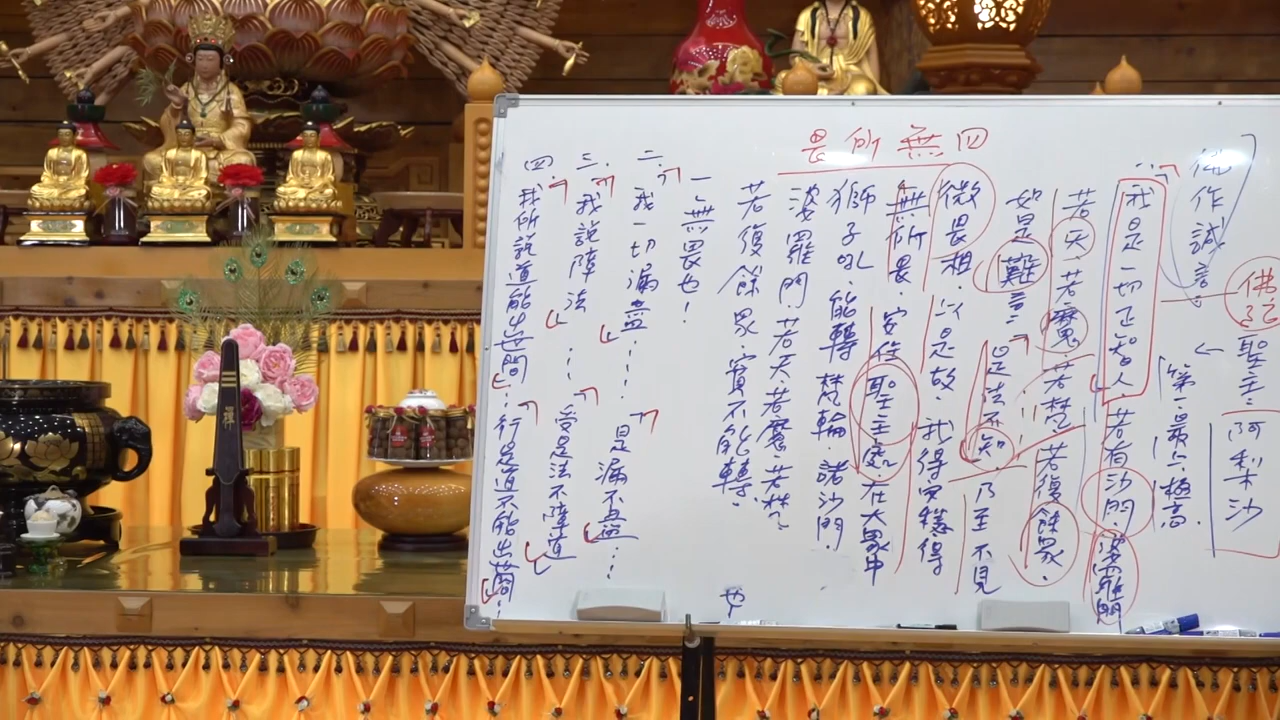 四無所畏
佛作誠言。
佛
聖主:
阿梨沙
←
第一最上極高.
「我是一切正智人」若有沙門.婆羅門
若天.若魔.若梵.若復餘眾.
如是難言:「是法不知.乃至不見
微畏相.以是故.我得安穩得
無所畏.安住聖主處在大眾中
獅子吼.能轉梵輪.諸沙門.
婆羅門.若天.若魔.若梵.
若復餘眾.實不能轉.
一無畏也!
二.「我一切漏盡」...:「是漏不盡」...
三.「我說障法」...「受是法不障道」
四.「我所說道能出世間」:「行是道不能出世間」: